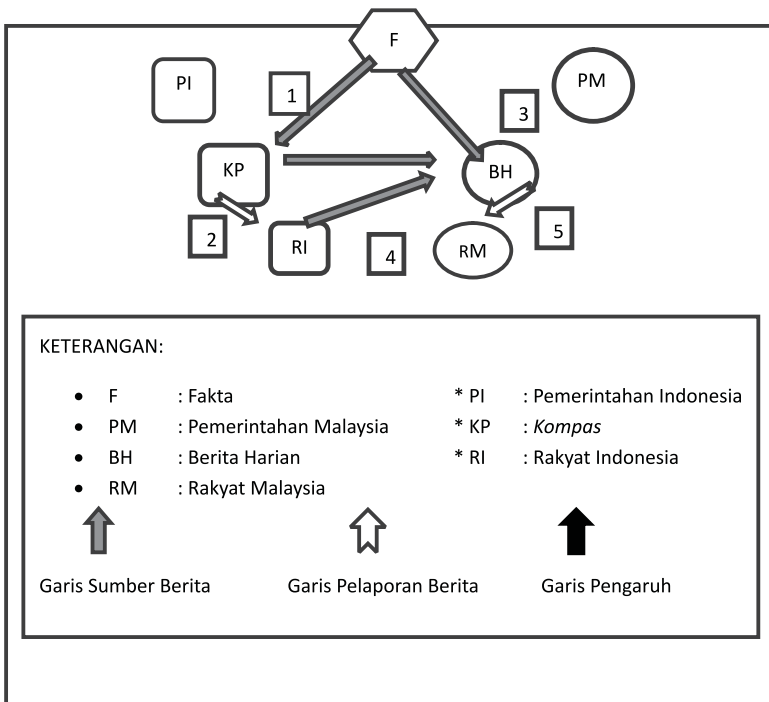 F
PI
PM
1
3
KP
BH
2
RI
4
RM
5
KETERANGAN:
• F : Fakta * PI : Pemerintahan Indonesia
• PM : Pemerintahan Malaysia * KP : Kompas
• BH : Berita Harian * RI : Rakyat Indonesia
• RM : Rakyat Malaysia
Garis Sumber Berita Garis Pelaporan Berita Garis Pengaruh